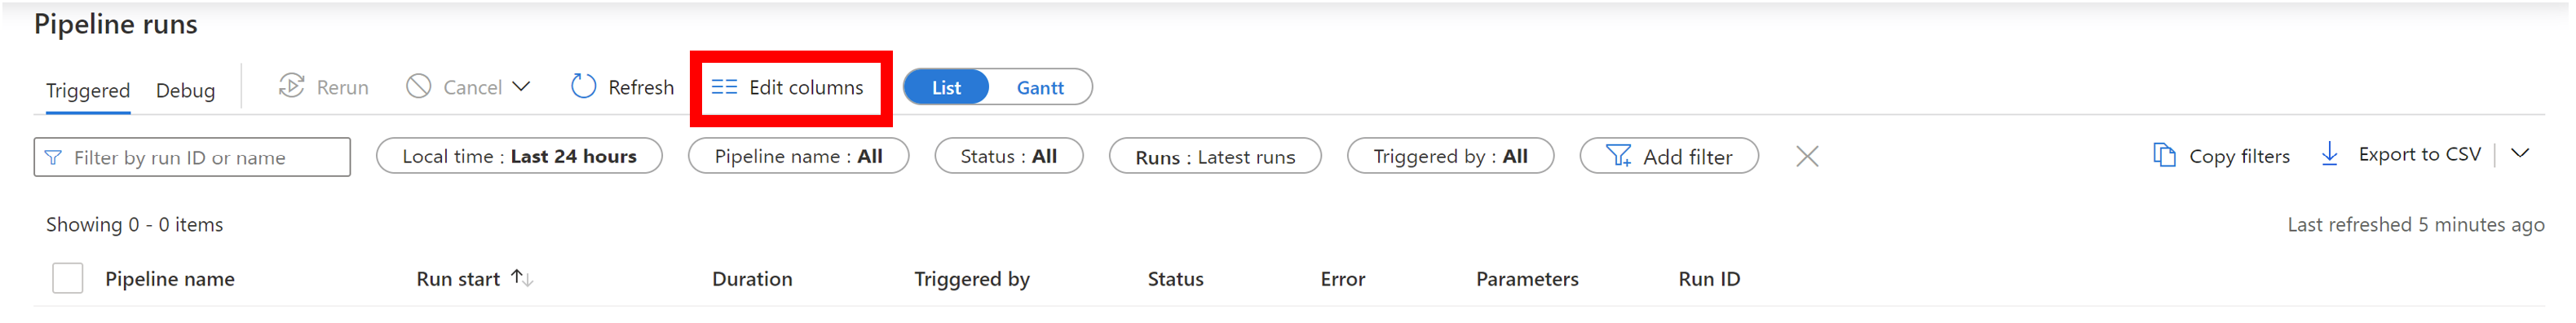 Pipeline runs
Triggered Debug Rerun Cancel Refresh Edit columns List Gantt
Filter by run ID or name Local time : Last 24 hours Pipeline name : All Status : All Runs : Latest runs Triggered by : All Add filter Copy filters Export to CSV
Showing 0 - 0 items Last refreshed 5 minutes ago
Pipeline name Run start Duration Triggered by Status Error Parameters Run ID